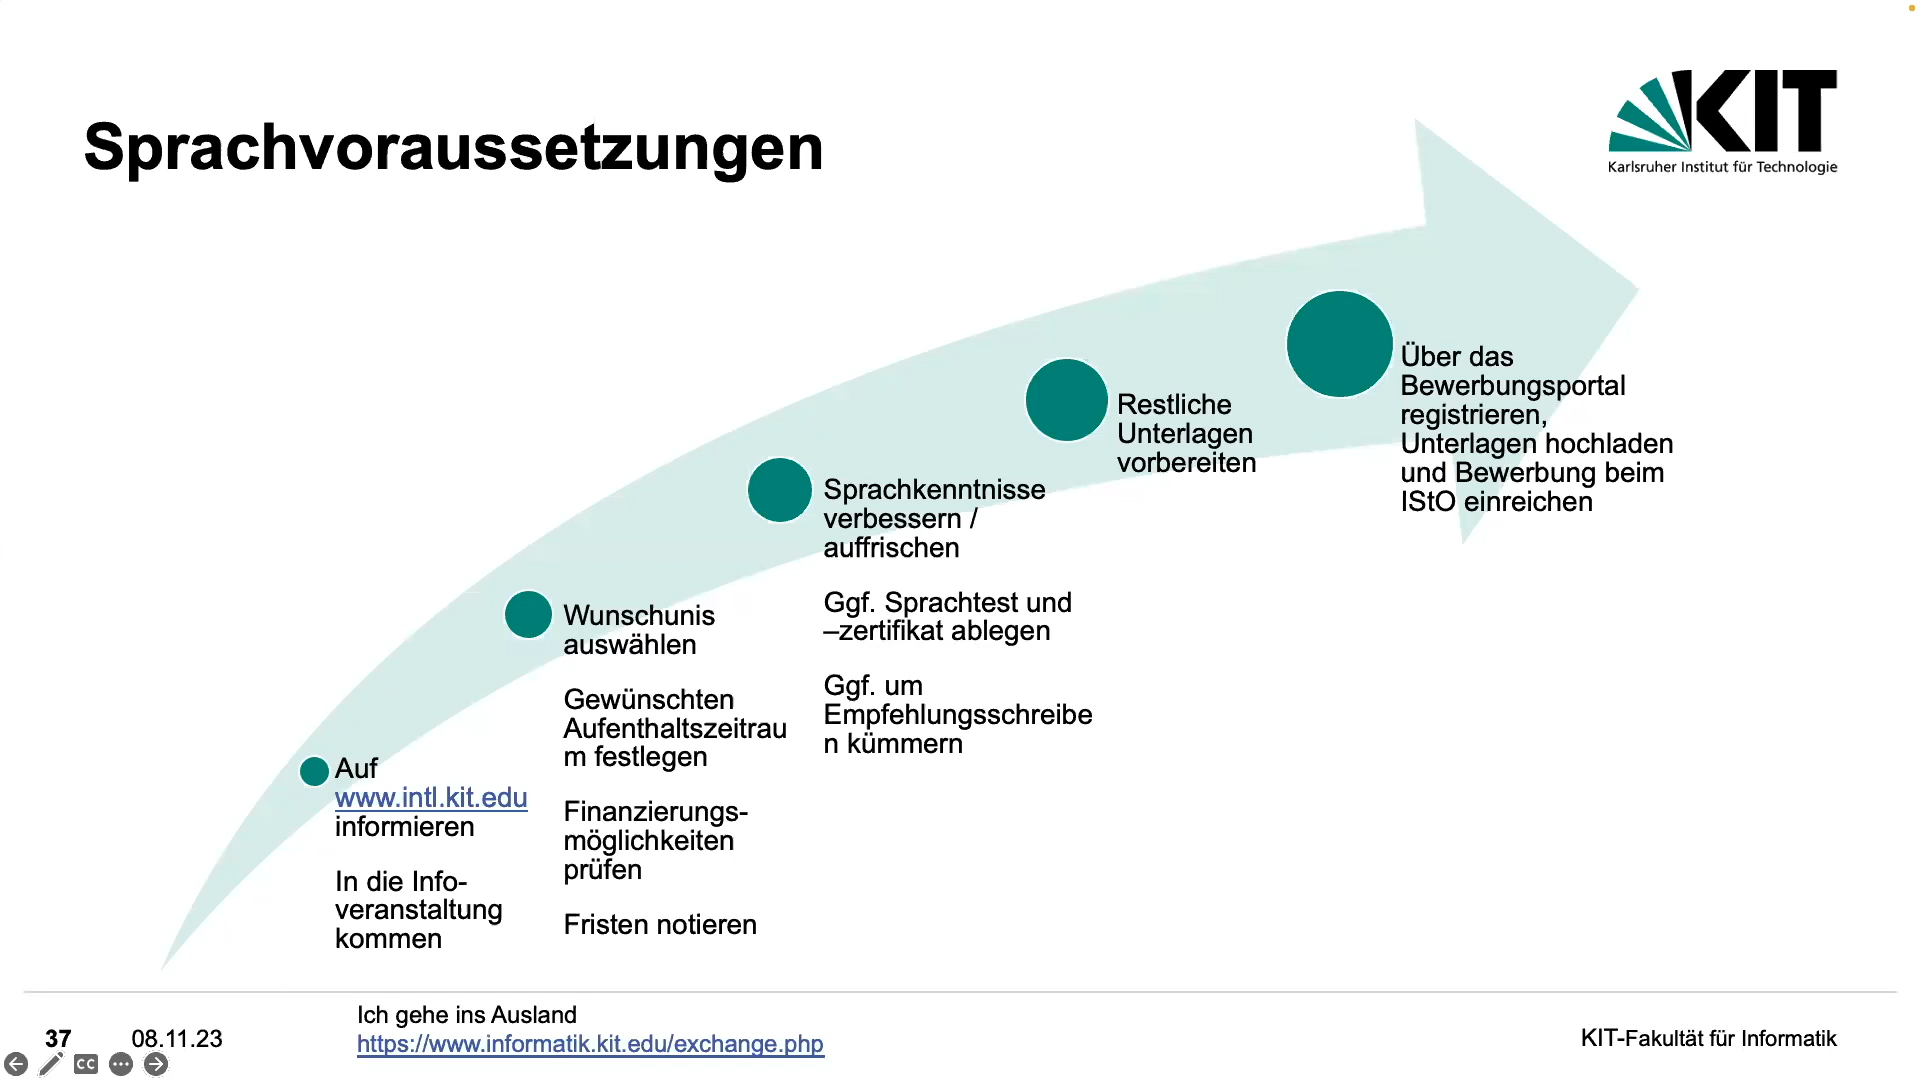 Sprachvoraussetzungen
KIT
Karlsruher Institut für Technologie
Auf
www.intl.kit.edu
informieren
In die Info-
veranstaltung
kommen
Wunschunis
auswählen
Gewünschten
Aufenthaltszeitrau
m festlegen
Finanzierungs-
möglichkeiten
prüfen
Fristen notieren
Sprachkenntnisse
verbessern /
auffrischen
Ggf. Sprachtest und
–zertifikat ablegen
Ggf. um
Empfehlungsschreibe
n kümmern
Restliche
Unterlagen
vorbereiten
Über das
Bewerbungsportal
registrieren,
Unterlagen hochladen
und Bewerbung beim
IStO einreichen
37
08.11.23
Ich gehe ins Ausland
https://www.informatik.kit.edu/exchange.php
KIT-Fakultät für Informatik
CC